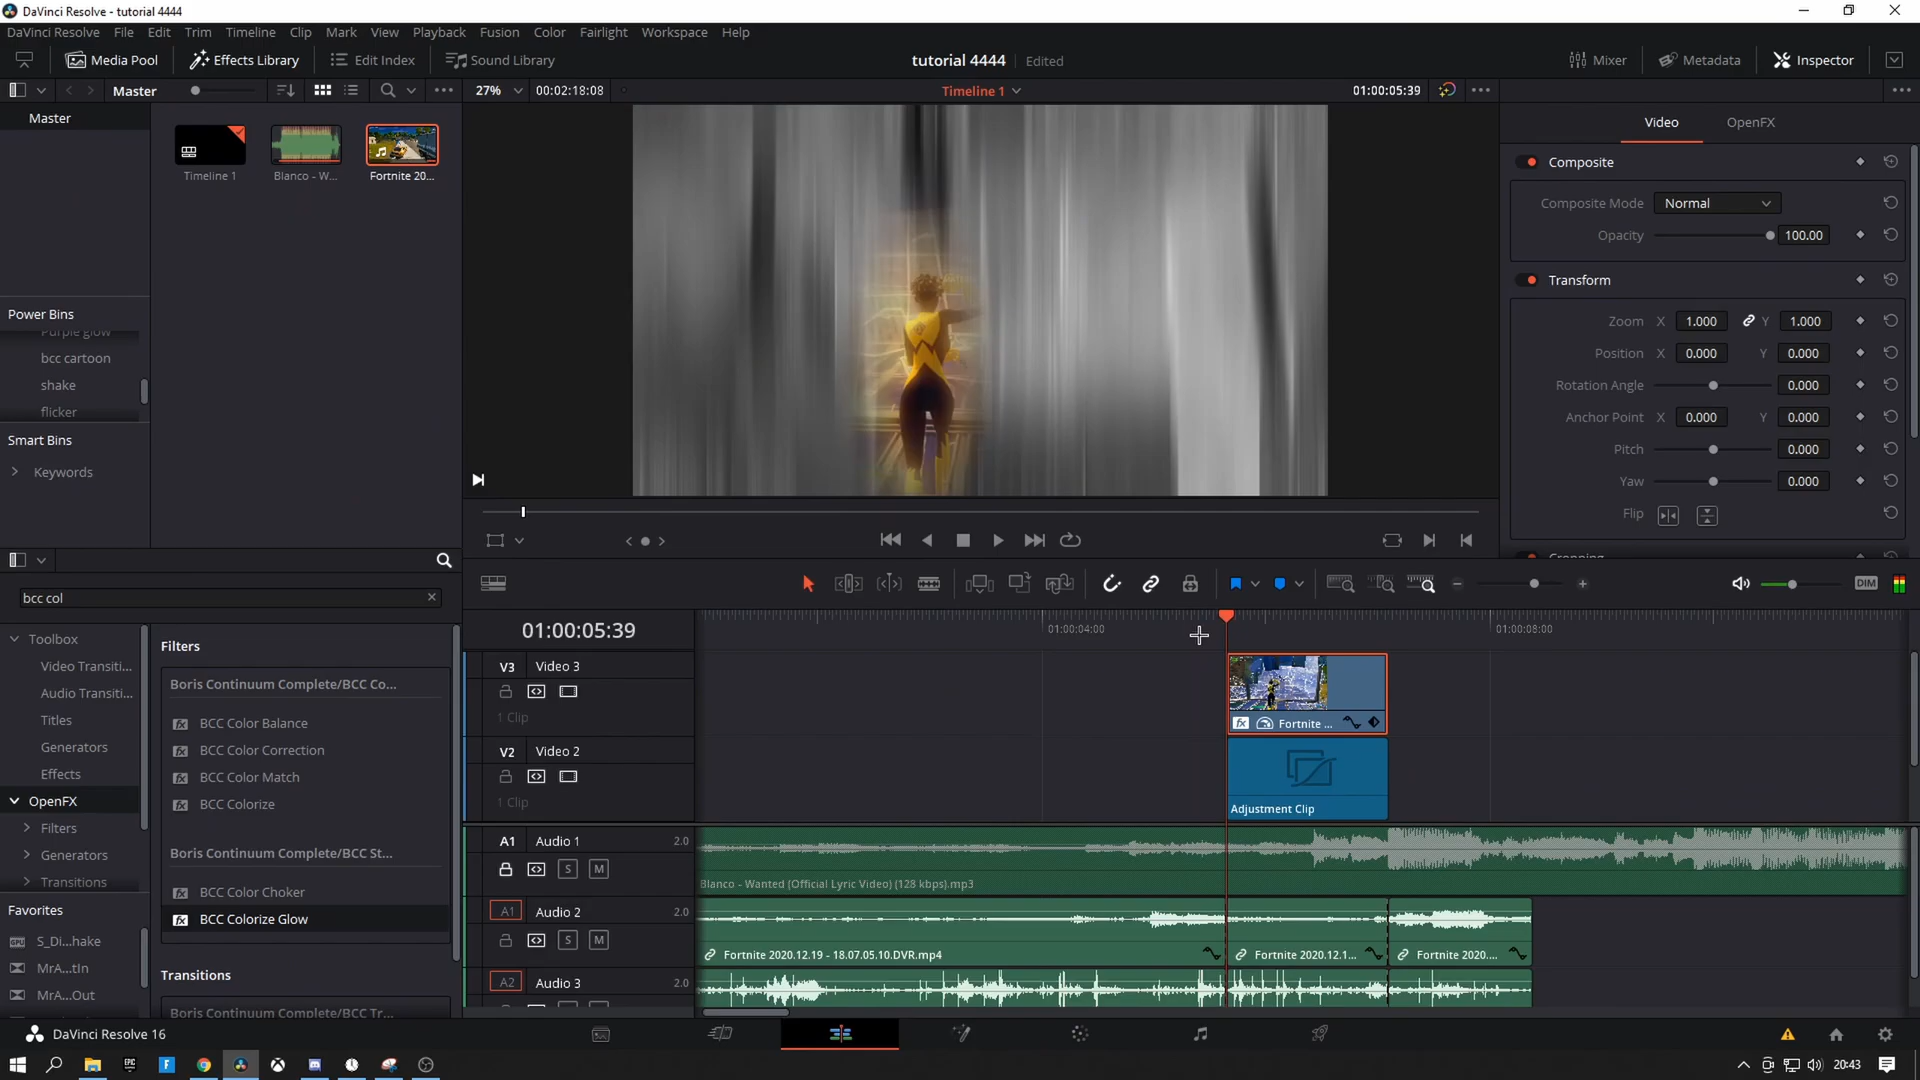 DaVinci Resolve - tutorial 4444
DaVinci Resolve File Edit Trim Timeline Clip Mark View Playback Fusion Color Fairlight Workspace Help
Media Pool Effects Library Edit Index Sound Library tutorial 4444 Edited Mixer Metadata Inspector
Master 27% 00:02:18:08 Timeline 1 01:00:05:39
Master
Timeline 1 Blanco - W... Fortnite 20...
Video OpenFX
Composite
Composite Mode Normal
Opacity 100.00
Transform
Zoom X 1.000 Y 1.000
Position X 0.000 Y 0.000
Rotation Angle 0.000
Anchor Point X 0.000 Y 0.000
Pitch 0.000
Yaw 0.000
Flip
Cropping
Power Bins
Purple glow
bcc cartoon
shake
flicker
Smart Bins
Keywords
bcc col
Toolbox
Video Transiti...
Audio Transiti...
Titles
Generators
Effects
OpenFX
Filters
Generators
Transitions
Favorites
S_Di...hake
MrA...tIn
MrA...Out
Filters
Boris Continuum Complete/BCC Co...
BCC Color Balance
BCC Color Correction
BCC Color Match
BCC Colorize
Boris Continuum Complete/BCC St...
BCC Color Choker
BCC Colorize Glow
Transitions
Boris Continuum Complete/BCC Tr...
DIM
01:00:05:39 01:00:04:00 01:00:08:00
V3 Video 3
1 Clip
Fortnite ...
V2 Video 2
1 Clip
Adjustment Clip
A1 Audio 1 2.0
S M
Blanco - Wanted (Official Lyric Video) (128 kbps).mp3
A1 Audio 2 2.0
S M
Fortnite 2020.12.19 - 18.07.05.10.DVR.mp4 Fortnite 2020.12.1... Fortnite 2020....
A2 Audio 3 2.0
DaVinci Resolve 16
EPIC
20:43